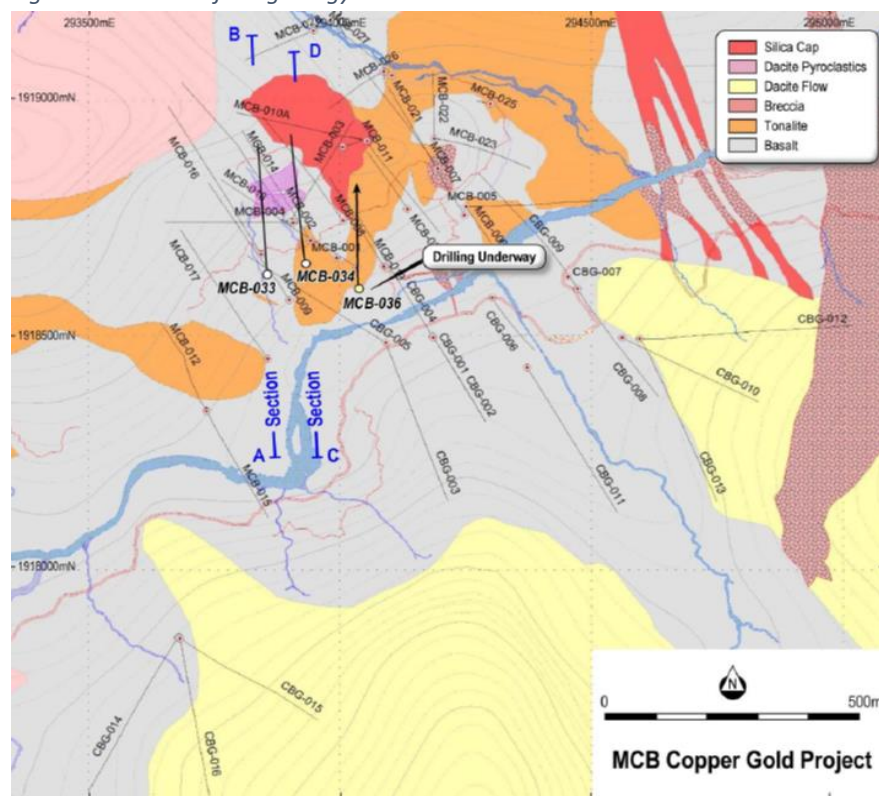 293500mE
294000mE
294500mE
295000mE
B
D
MCB-027
MCB-026
MCB-021
MCB-022
MCB-025
MCB-023
1919000mN
MCB-010A
MCB-003
MCB-011
MCB-016
MCB-014
MCB-004
MCB-002
MCB-007
MCB-005
MCB-001
CBG-009
MCB-017
MCB-033
MCB-034
MCB-036
Drilling Underway
CBG-007
MCB-009
CBG-004
1918500mN
MCB-012
CBG-005
CBG-006
CBG-012
CBG-001
CBG-002
CBG-008
CBG-010
Section
Section
A
C
MCB-015
CBG-003
CBG-011
CBG-013
1918000mN
CBG-014
CBG-015
CBG-016
Silica Cap
Dacite Pyroclastics
Dacite Flow
Breccia
Tonalite
Basalt
N
0
500m
MCB Copper Gold Project